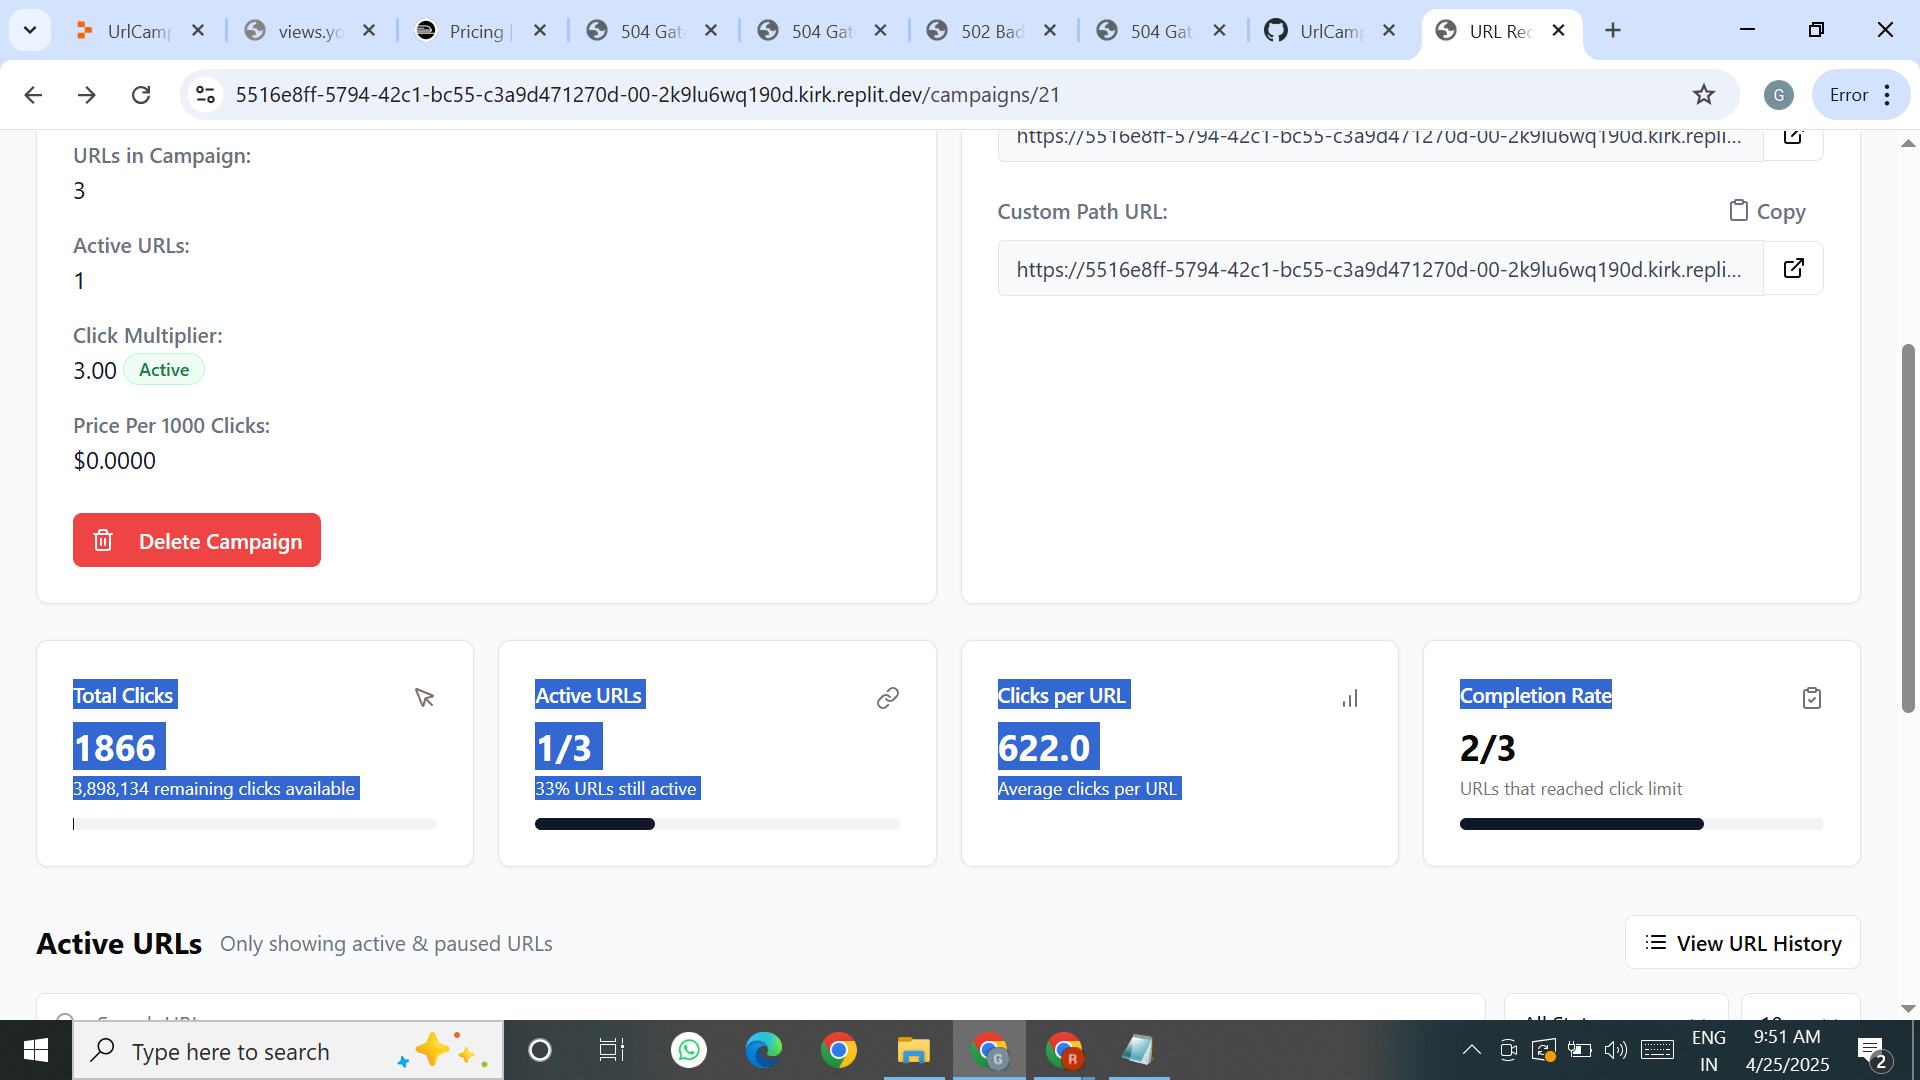 UrlCamp
views.yo
Pricing |
504 Gat
504 Gat
502 Bad
504 Gat
UrlCamp
URL Rec
5516e8ff-5794-42c1-bc55-c3a9d471270d-00-2k9lu6wq190d.kirk.replit.dev/campaigns/21
G
Error
URLs in Campaign:
3
Active URLs:
1
Click Multiplier:
3.00 Active
Price Per 1000 Clicks:
$0.0000
Delete Campaign
https://5516e8ff-5794-42c1-bc55-c3a9d471270d-00-2k9lu6wq190d.kirk.repli...
Custom Path URL:
Copy
https://5516e8ff-5794-42c1-bc55-c3a9d471270d-00-2k9lu6wq190d.kirk.repli...
Total Clicks
1866
3,898,134 remaining clicks available
Active URLs
1/3
33% URLs still active
Clicks per URL
622.0
Average clicks per URL
Completion Rate
2/3
URLs that reached click limit
Active URLs Only showing active & paused URLs
View URL History
Type here to search
G
R
ENG
IN
9:51 AM
4/25/2025
2